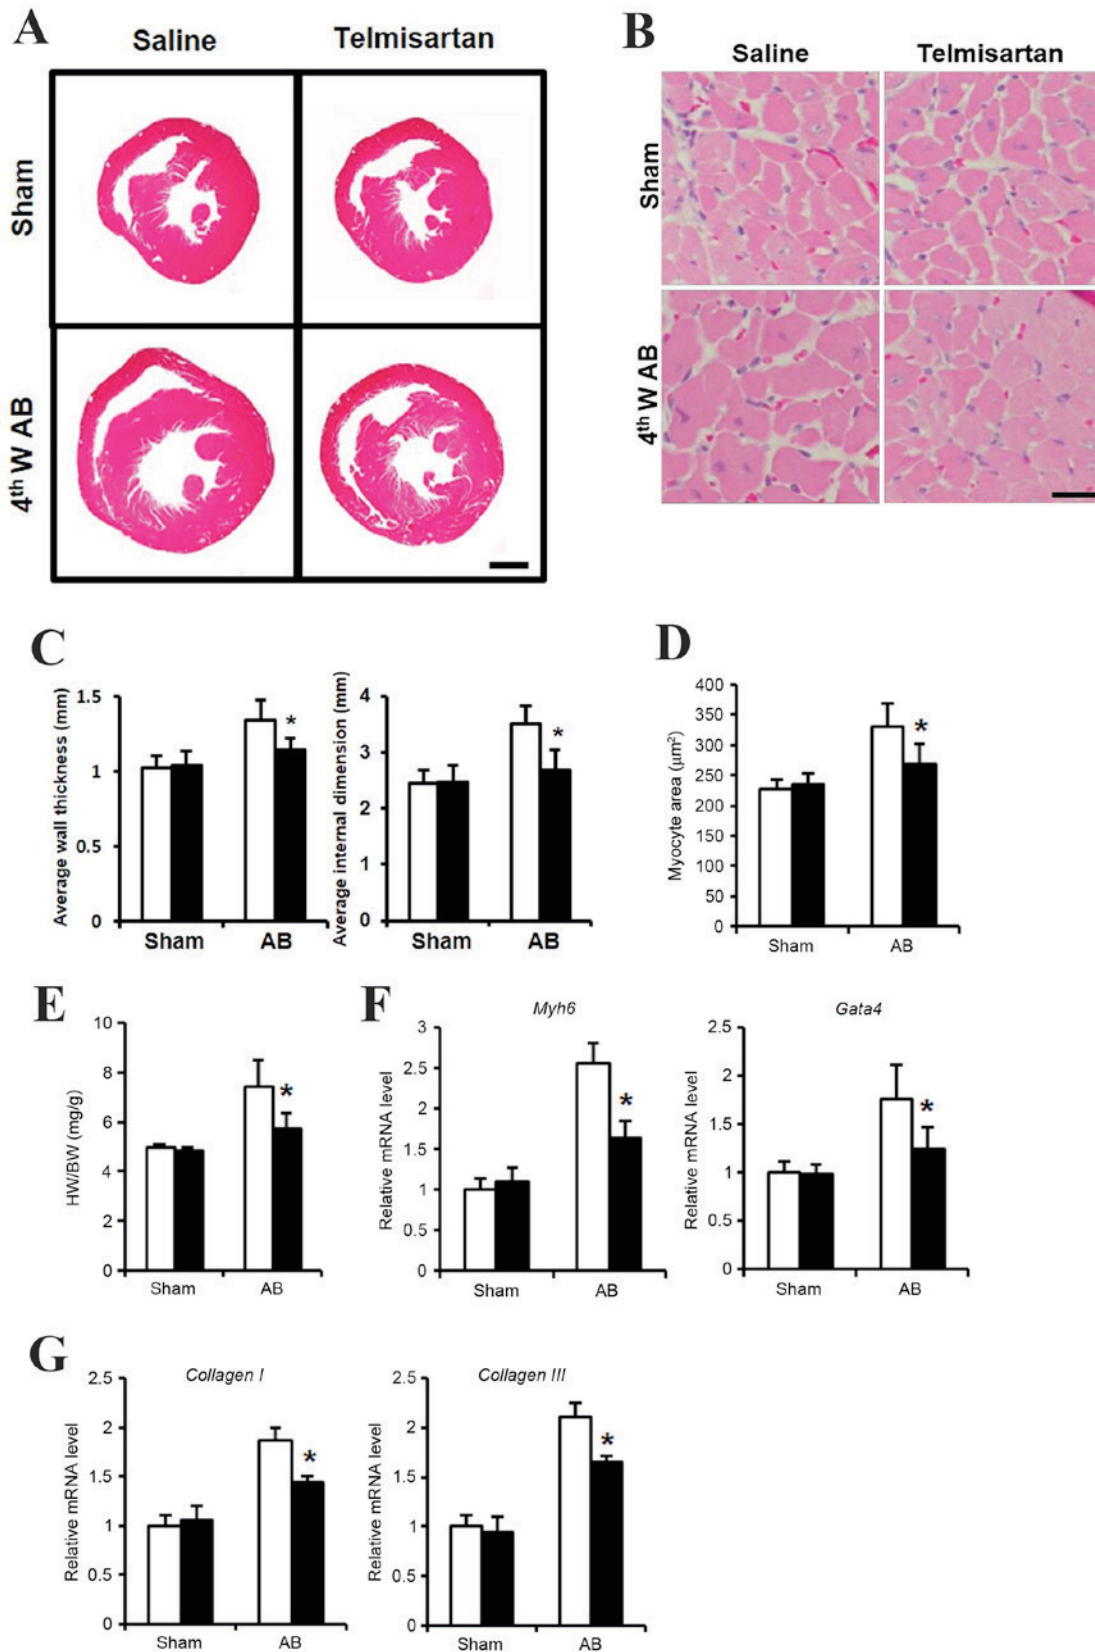 A
Saline
Telmisartan
Sham
4th W AB
B
Saline
Telmisartan
Sham
4th W AB
C
Average wall thickness (mm)
1.5
1
0.5
0
*
Sham
AB
Average internal dimension (mm)
4
3
2
1
0
*
Sham
AB
D
Myocyte area (μm²)
400
350
300
250
200
150
100
50
0
*
Sham
AB
E
HW/BW (mg/g)
10
8
6
4
2
0
*
Sham
AB
F
Myh6
Relative mRNA level
3
2.5
2
1.5
1
0.5
0
*
Sham
AB
Gata4
Relative mRNA level
2.5
2
1.5
1
0.5
0
*
Sham
AB
G
Collagen I
Relative mRNA level
2.5
2
1.5
1
0.5
0
*
Sham
AB
Collagen III
Relative mRNA level
2.5
2
1.5
1
0.5
0
*
Sham
AB